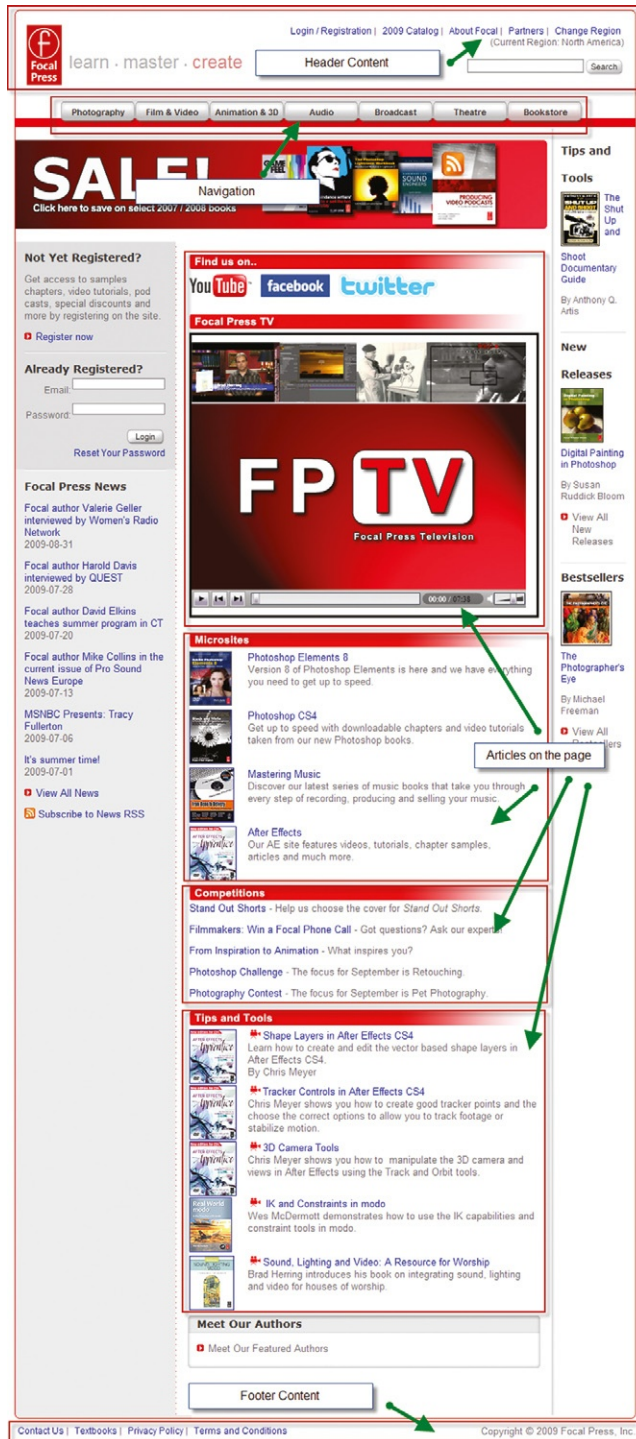 Login / Registration | 2009 Catalog | About Focal | Partners | Change Region
(Current Region: North America)
Focal
Press
learn . master . create
Header Content
Search
Photography
Film & Video
Animation & 3D
Audio
Broadcast
Theatre
Bookstore
SALE!
Click here to save on select 2007 / 2008 books
Navigation
SOUND
ENGINEERS
PRODUCING
VIDEO PODCASTS
Tips and
Tools
The
Shut
Up
and
Shoot
Documentary
Guide
By Anthony Q.
Artis
New
Releases
Digital Painting
in Photoshop
By Susan
Ruddick Bloom
View All
New
Releases
Bestsellers
The
Photographer's
Eye
By Michael
Freeman
View All
Bestsellers
Not Yet Registered?
Get access to samples
chapters, video tutorials, pod
casts, special discounts and
more by registering on the site.
Register now
Already Registered?
Email:
Password:
Login
Reset Your Password
Focal Press News
Focal author Valerie Geller
interviewed by Women's Radio
Network
2009-08-31
Focal author Harold Davis
interviewed by QUEST
2009-07-28
Focal author David Elkins
teaches summer program in CT
2009-07-20
Focal author Mike Collins in the
current issue of Pro Sound
News Europe
2009-07-13
MSNBC Presents: Tracy
Fullerton
2009-07-06
It's summer time!
2009-07-01
View All News
Subscribe to News RSS
Find us on..
YouTube
facebook
twitter
Focal Press TV
FPTV
Focal Press Television
00:00 / 07:38
Microsites
Photoshop Elements 8
Version 8 of Photoshop Elements is here and we have everything
you need to get up to speed.
Photoshop CS4
Get up to speed with downloadable chapters and video tutorials
taken from our new Photoshop books.
Articles on the page
Mastering Music
Discover our latest series of music books that take you through
every step of recording, producing and selling your music.
After Effects
Our AE site features videos, tutorials, chapter samples,
articles and much more.
Competitions
Stand Out Shorts - Help us choose the cover for Stand Out Shorts.
Filmmakers: Win a Focal Phone Call - Got questions? Ask our experts
From Inspiration to Animation - What inspires you?
Photoshop Challenge - The focus for September is Retouching.
Photography Contest - The focus for September is Pet Photography.
Tips and Tools
Shape Layers in After Effects CS4
Learn how to create and edit the vector based shape layers in
After Effects CS4.
By Chris Meyer
Tracker Controls in After Effects CS4
Chris Meyer shows you how to create good tracker points and the
choose the correct options to allow you to track footage or
stabilize motion.
3D Camera Tools
Chris Meyer shows you how to manipulate the 3D camera and
views in After Effects using the Track and Orbit tools.
IK and Constraints in modo
Wes McDermott demonstrates how to use the IK capabilities and
constraint tools in modo.
Sound, Lighting and Video: A Resource for Worship
Brad Herring introduces his book on integrating sound, lighting
and video for houses of worship.
Meet Our Authors
Meet Our Featured Authors
Footer Content
Contact Us | Textbooks | Privacy Policy | Terms and Conditions
Copyright © 2009 Focal Press, Inc.